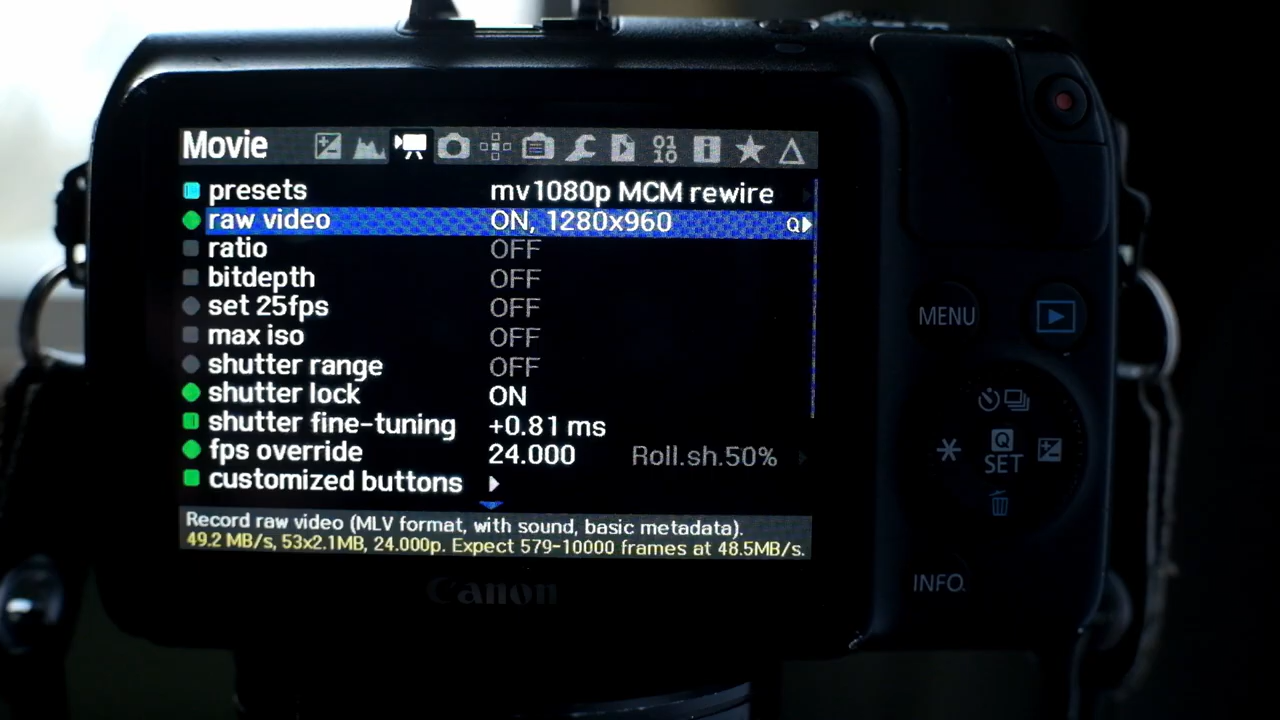 Movie
presets mv1080p MCM rewire
raw video ON, 1280x960 Q
ratio OFF
bitdepth OFF
set 25fps OFF
max iso OFF
shutter range OFF
shutter lock ON
shutter fine-tuning +0.81 ms
fps override 24.000 Roll.sh.50%
customized buttons
Record raw video (MLV format, with sound, basic metadata).
49.2 MB/s, 53x2.1MB, 24.000p. Expect 579-10000 frames at 48.5MB/s.
Canon
MENU
Q
SET
INFO.